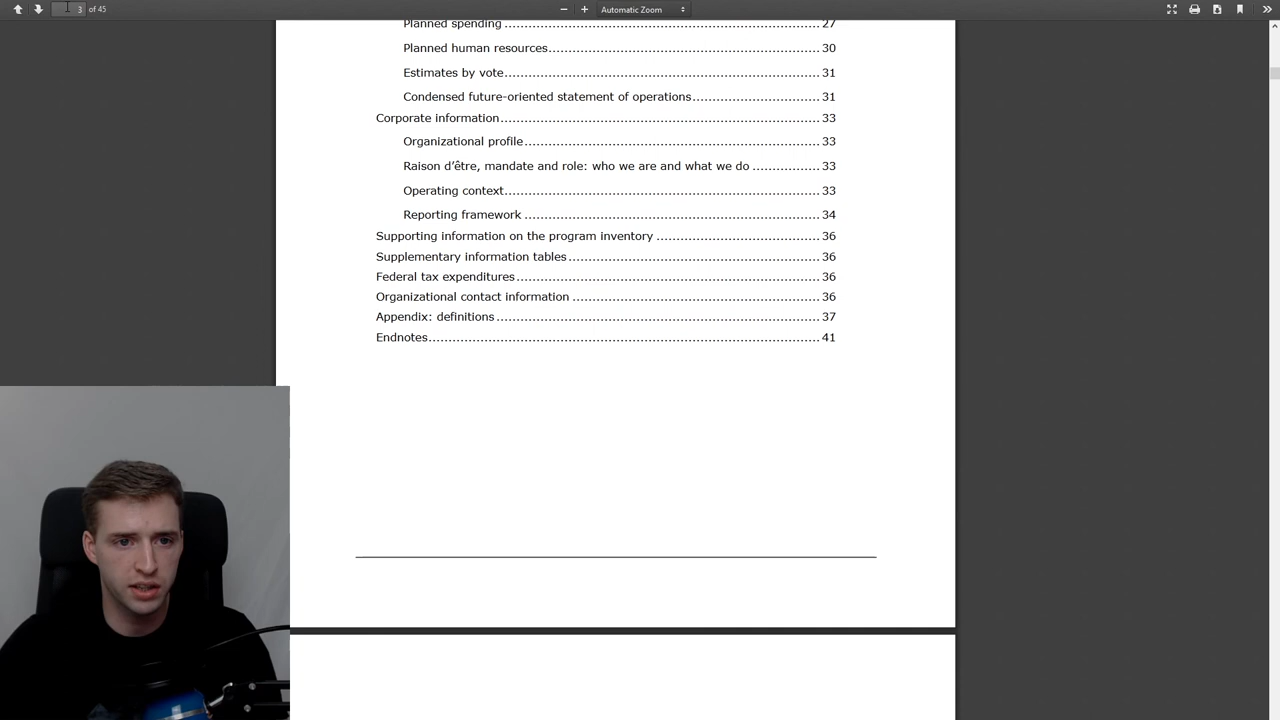 3 of 45
Automatic Zoom
Planned spending ........ 27
Planned human resources........ 30
Estimates by vote........ 31
Condensed future-oriented statement of operations........ 31
Corporate information........ 33
Organizational profile........ 33
Raison d’être, mandate and role: who we are and what we do ........ 33
Operating context........ 33
Reporting framework ........ 34
Supporting information on the program inventory ........ 36
Supplementary information tables........ 36
Federal tax expenditures........ 36
Organizational contact information ........ 36
Appendix: definitions........ 37
Endnotes........ 41